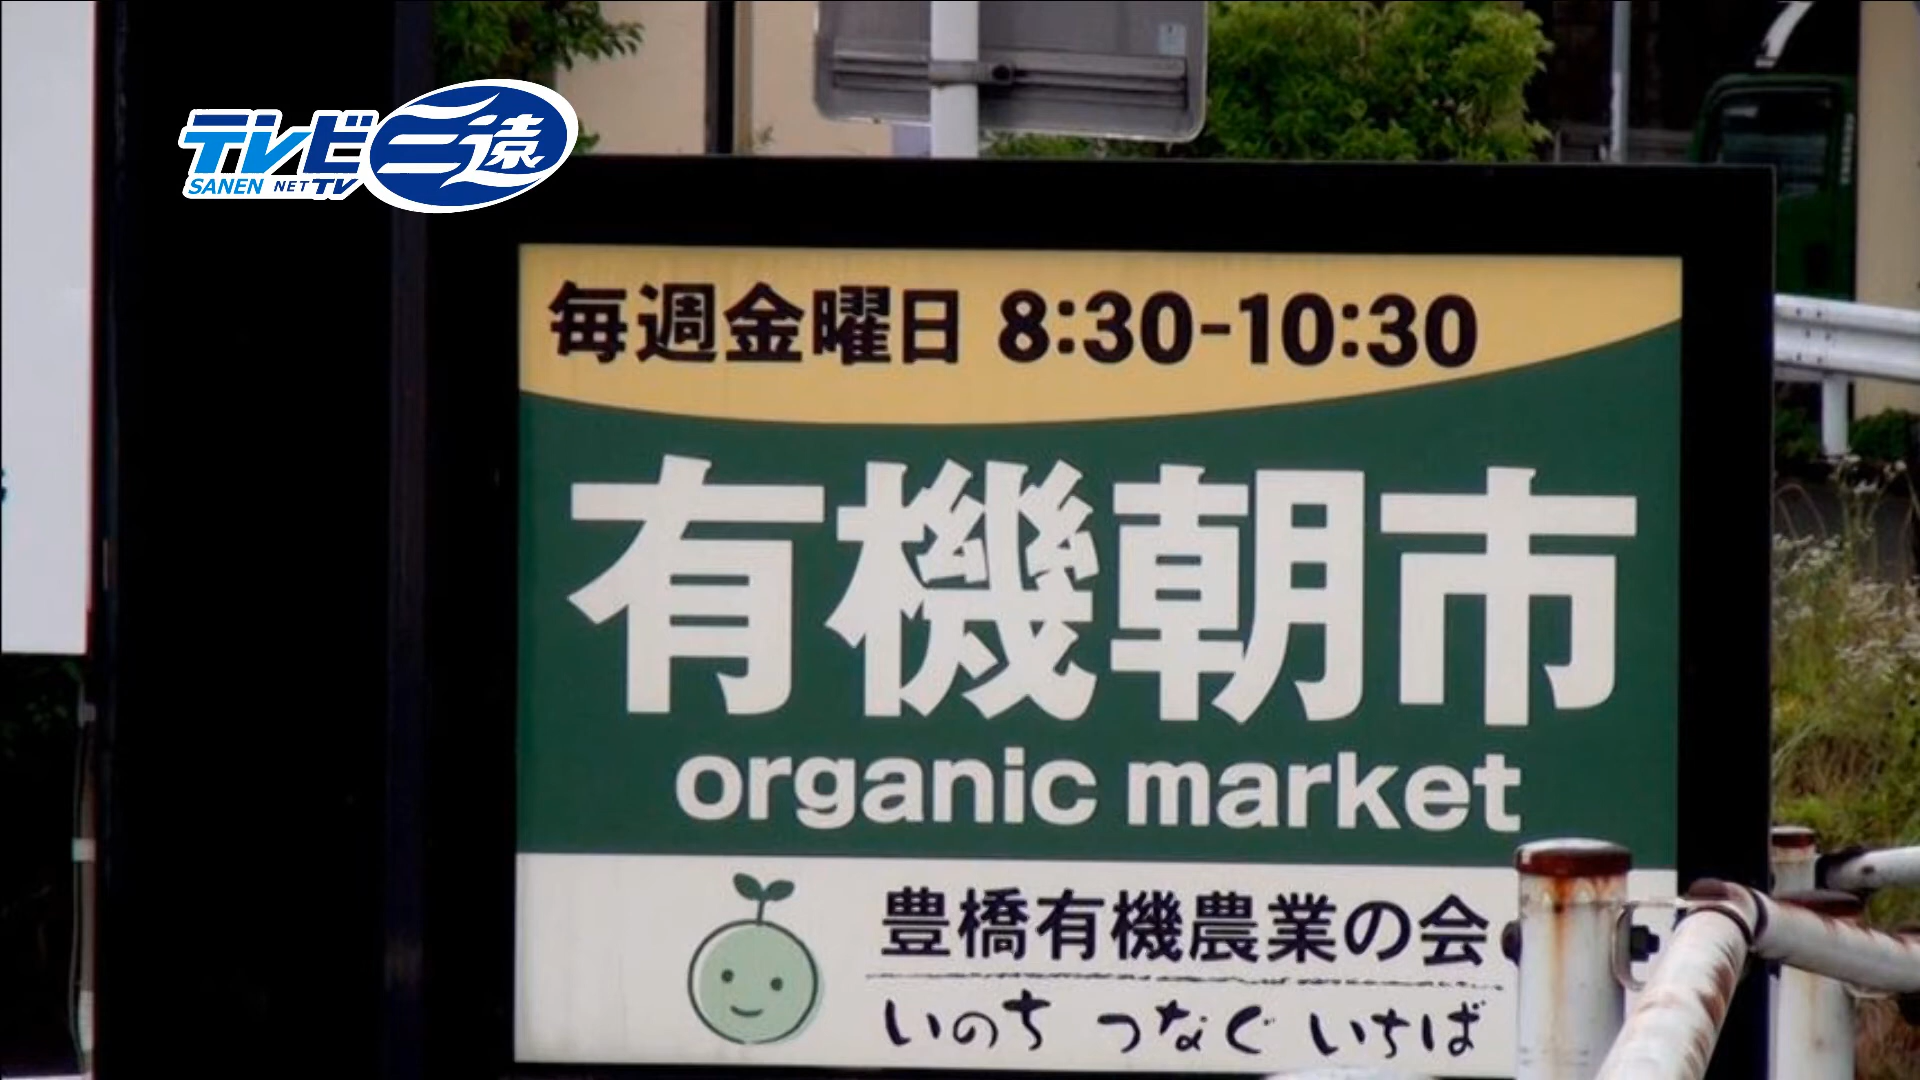 テレビ三遠
SANEN NET TV
毎週金曜日 8:30-10:30
有機朝市
organic market
豊橋有機農業の会
いのち つなぐ いちば